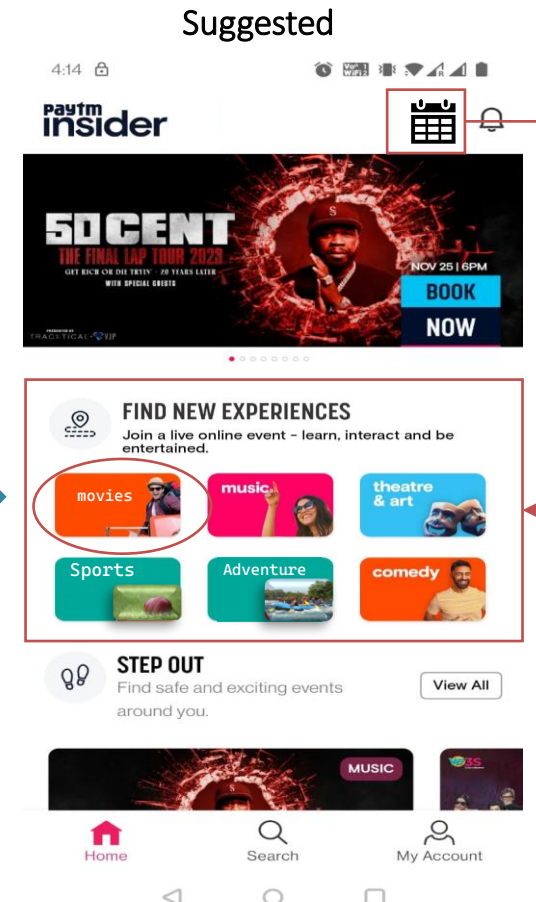 Suggested
4:14
paytm
insider
50 CENT
THE FINAL LAP TOUR 2023
GET RICH OR DIE TRYIN' - 20 YEARS LATER
WITH SPECIAL GUESTS
NOV 25 | 6PM
BOOK
NOW
FIND NEW EXPERIENCES
Join a live online event - learn, interact and be
entertained.
movies
music
theatre
& art
Sports
Adventure
comedy
STEP OUT
Find safe and exciting events
around you.
View All
MUSIC
Home
Search
My Account